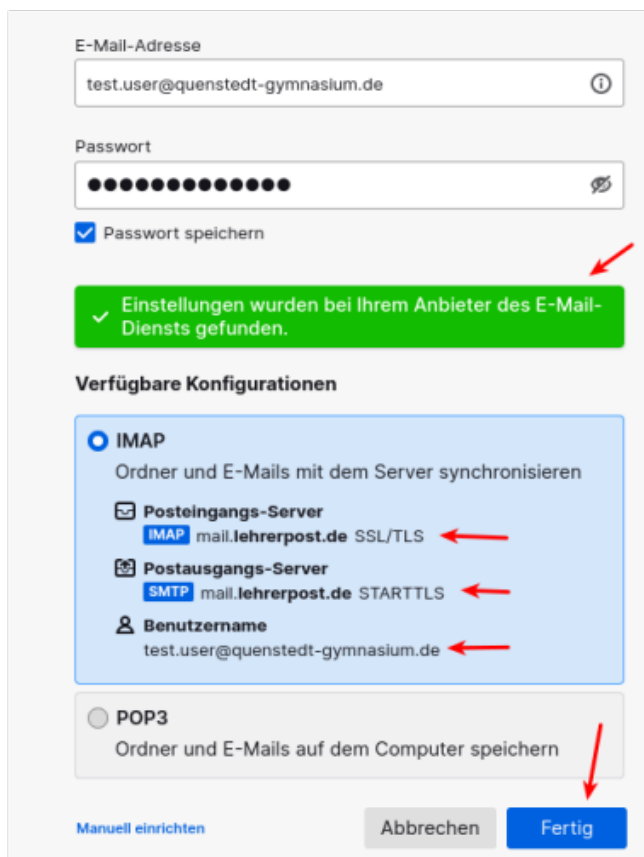 E-Mail-Adresse
test.user@quenstedt-gymnasium.de
Passwort
●●●●●●●●●●●●●
Passwort speichern
Einstellungen wurden bei Ihrem Anbieter des E-Mail-
Diensts gefunden.
Verfügbare Konfigurationen
IMAP
Ordner und E-Mails mit dem Server synchronisieren
Posteingangs-Server
IMAP mail.lehrerpost.de SSL/TLS
Postausgangs-Server
SMTP mail.lehrerpost.de STARTTLS
Benutzername
test.user@quenstedt-gymnasium.de
POP3
Ordner und E-Mails auf dem Computer speichern
Manuell einrichten Abbrechen Fertig